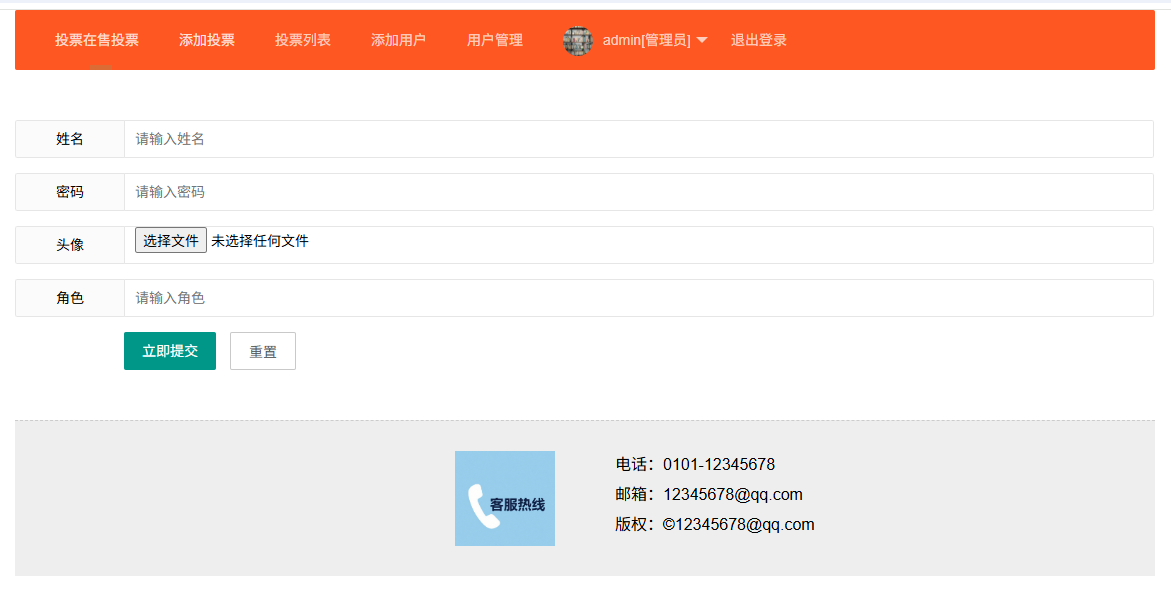 投票在售投票 添加投票 投票列表 添加用户 用户管理 admin[管理员] 退出登录
姓名 请输入姓名
密码 请输入密码
头像 选择文件 未选择任何文件
角色 请输入角色
立即提交 重置
客服热线
电话：0101-12345678
邮箱：12345678@qq.com
版权：©12345678@qq.com